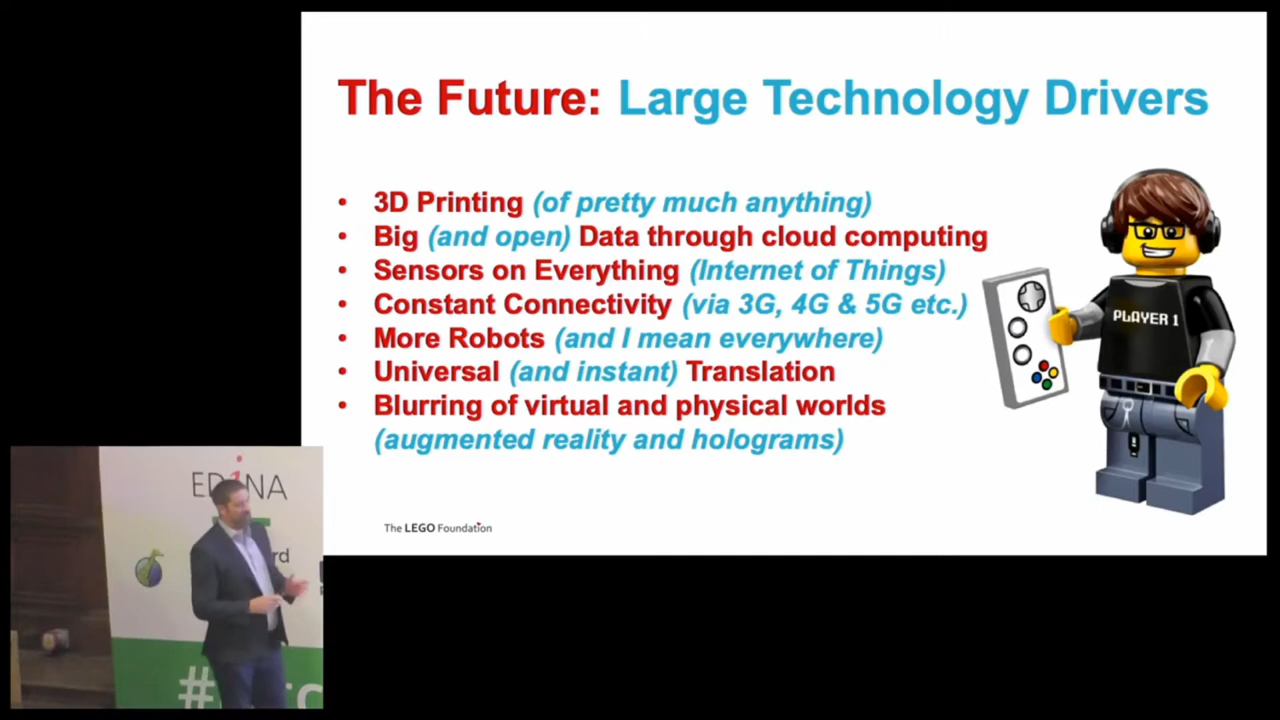 The Future: Large Technology Drivers
• 3D Printing (of pretty much anything)
• Big (and open) Data through cloud computing
• Sensors on Everything (Internet of Things)
• Constant Connectivity (via 3G, 4G & 5G etc.)
• More Robots (and I mean everywhere)
• Universal (and instant) Translation
• Blurring of virtual and physical worlds
(augmented reality and holograms)
PLAYER 1
The LEGO Foundation